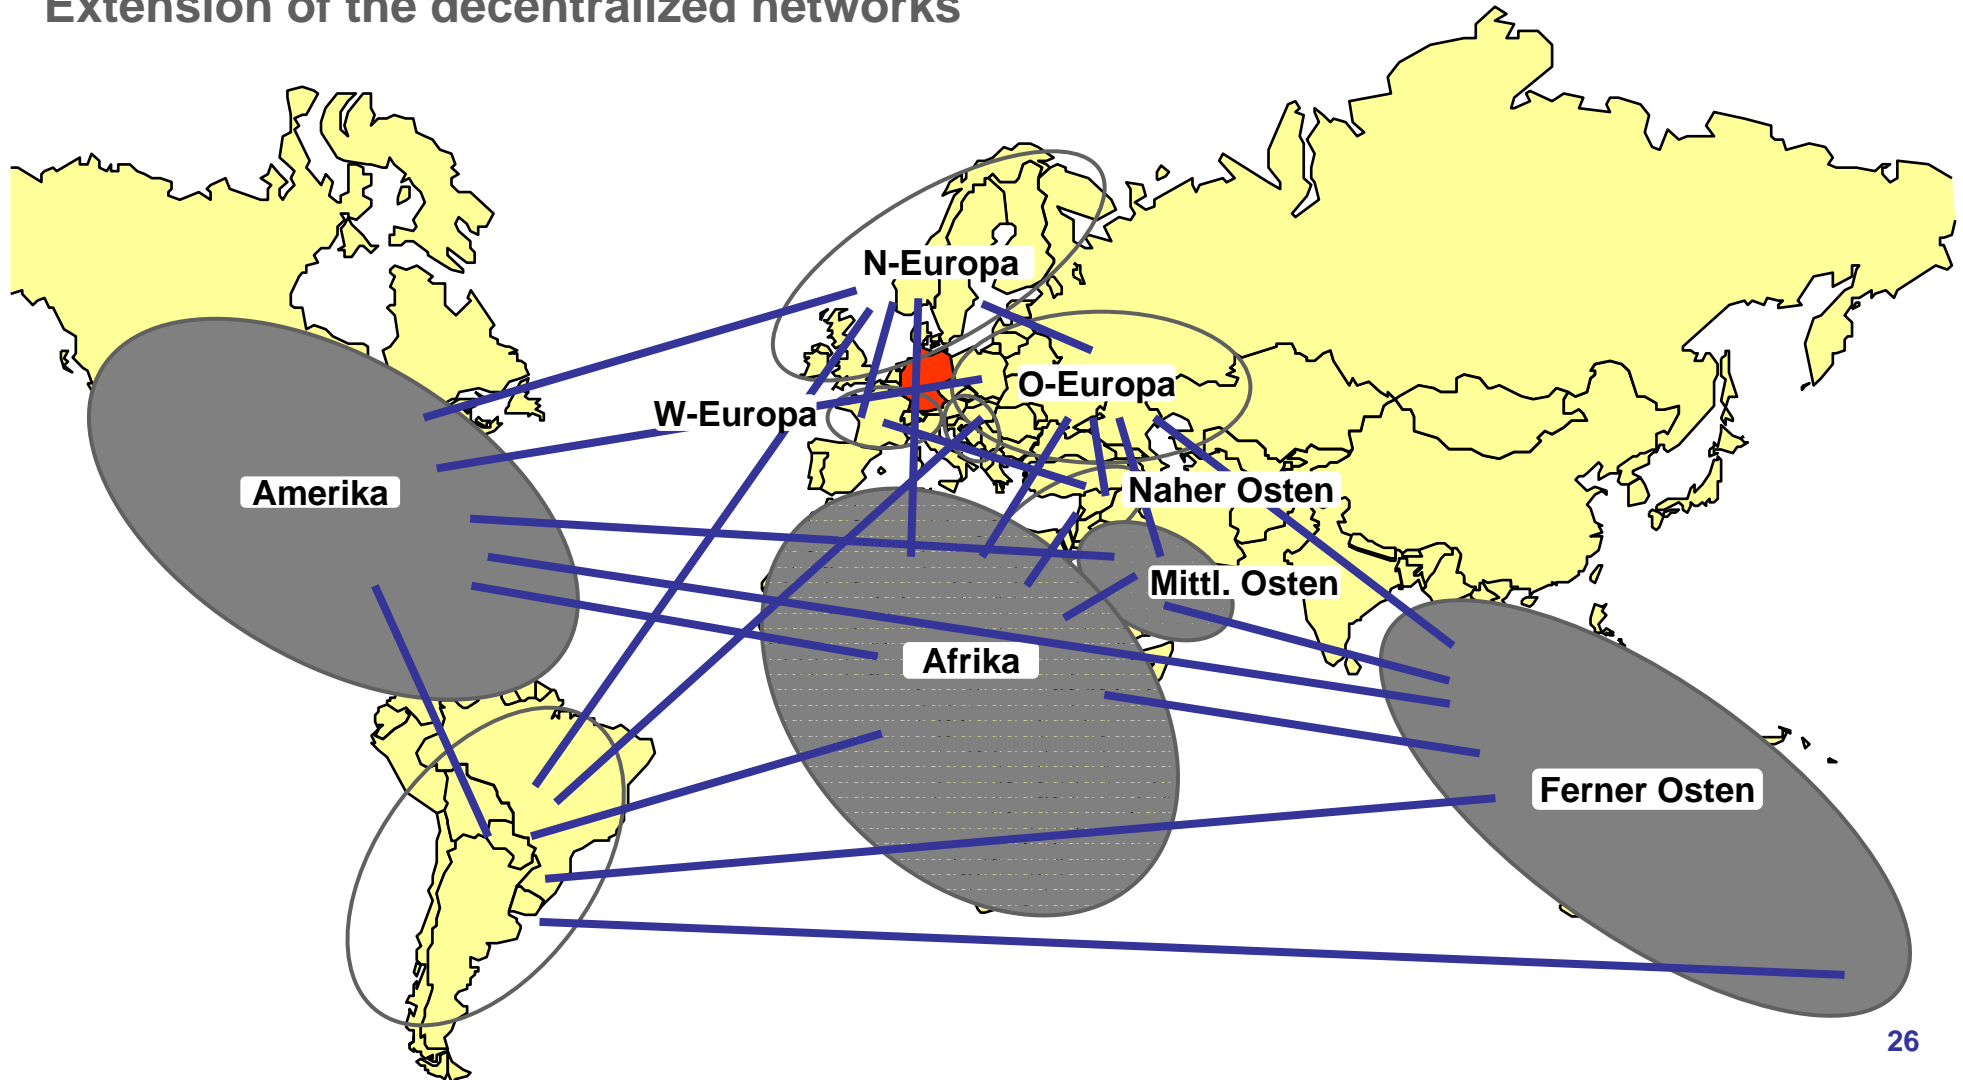 Extension of the decentralized networks
N-Europa
O-Europa
W-Europa
Amerika
Naher Osten
Mittl. Osten
Afrika
Ferner Osten
26